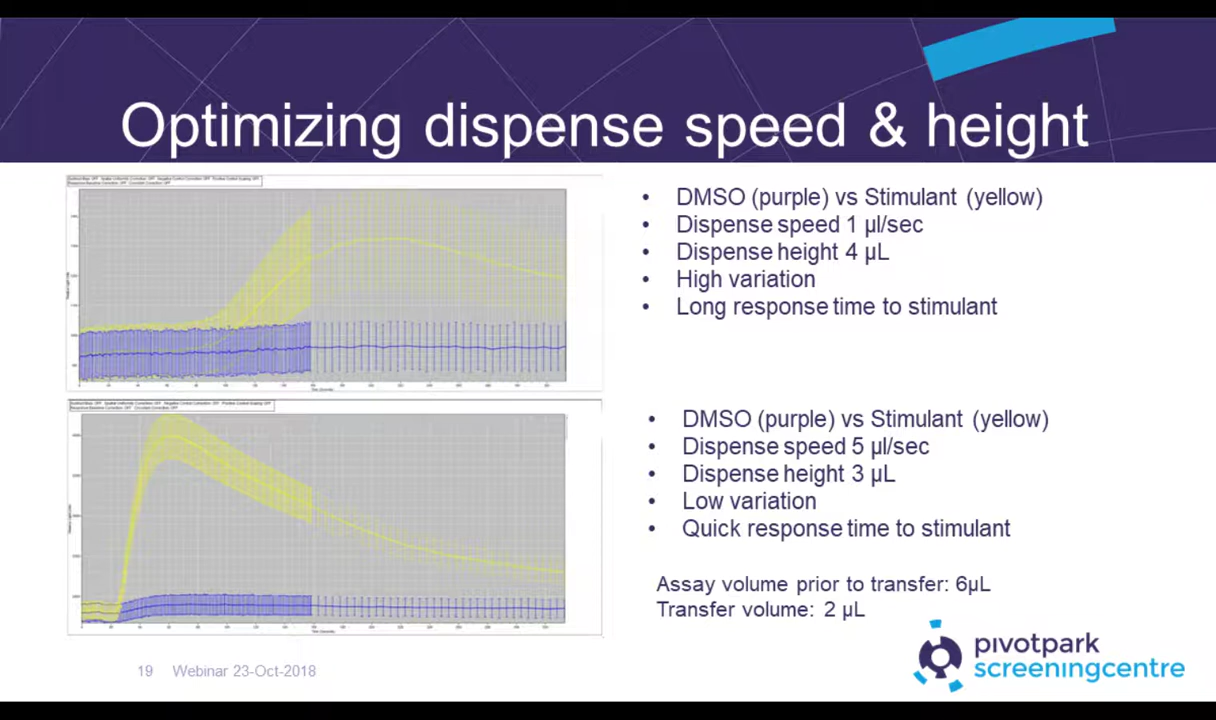 Optimizing dispense speed & height
• DMSO (purple) vs Stimulant (yellow)
• Dispense speed 1 µl/sec
• Dispense height 4 µL
• High variation
• Long response time to stimulant
• DMSO (purple) vs Stimulant (yellow)
• Dispense speed 5 µl/sec
• Dispense height 3 µL
• Low variation
• Quick response time to stimulant
Assay volume prior to transfer: 6µL
Transfer volume: 2 µL
19 Webinar 23-Oct-2018
pivotpark
screeningcentre